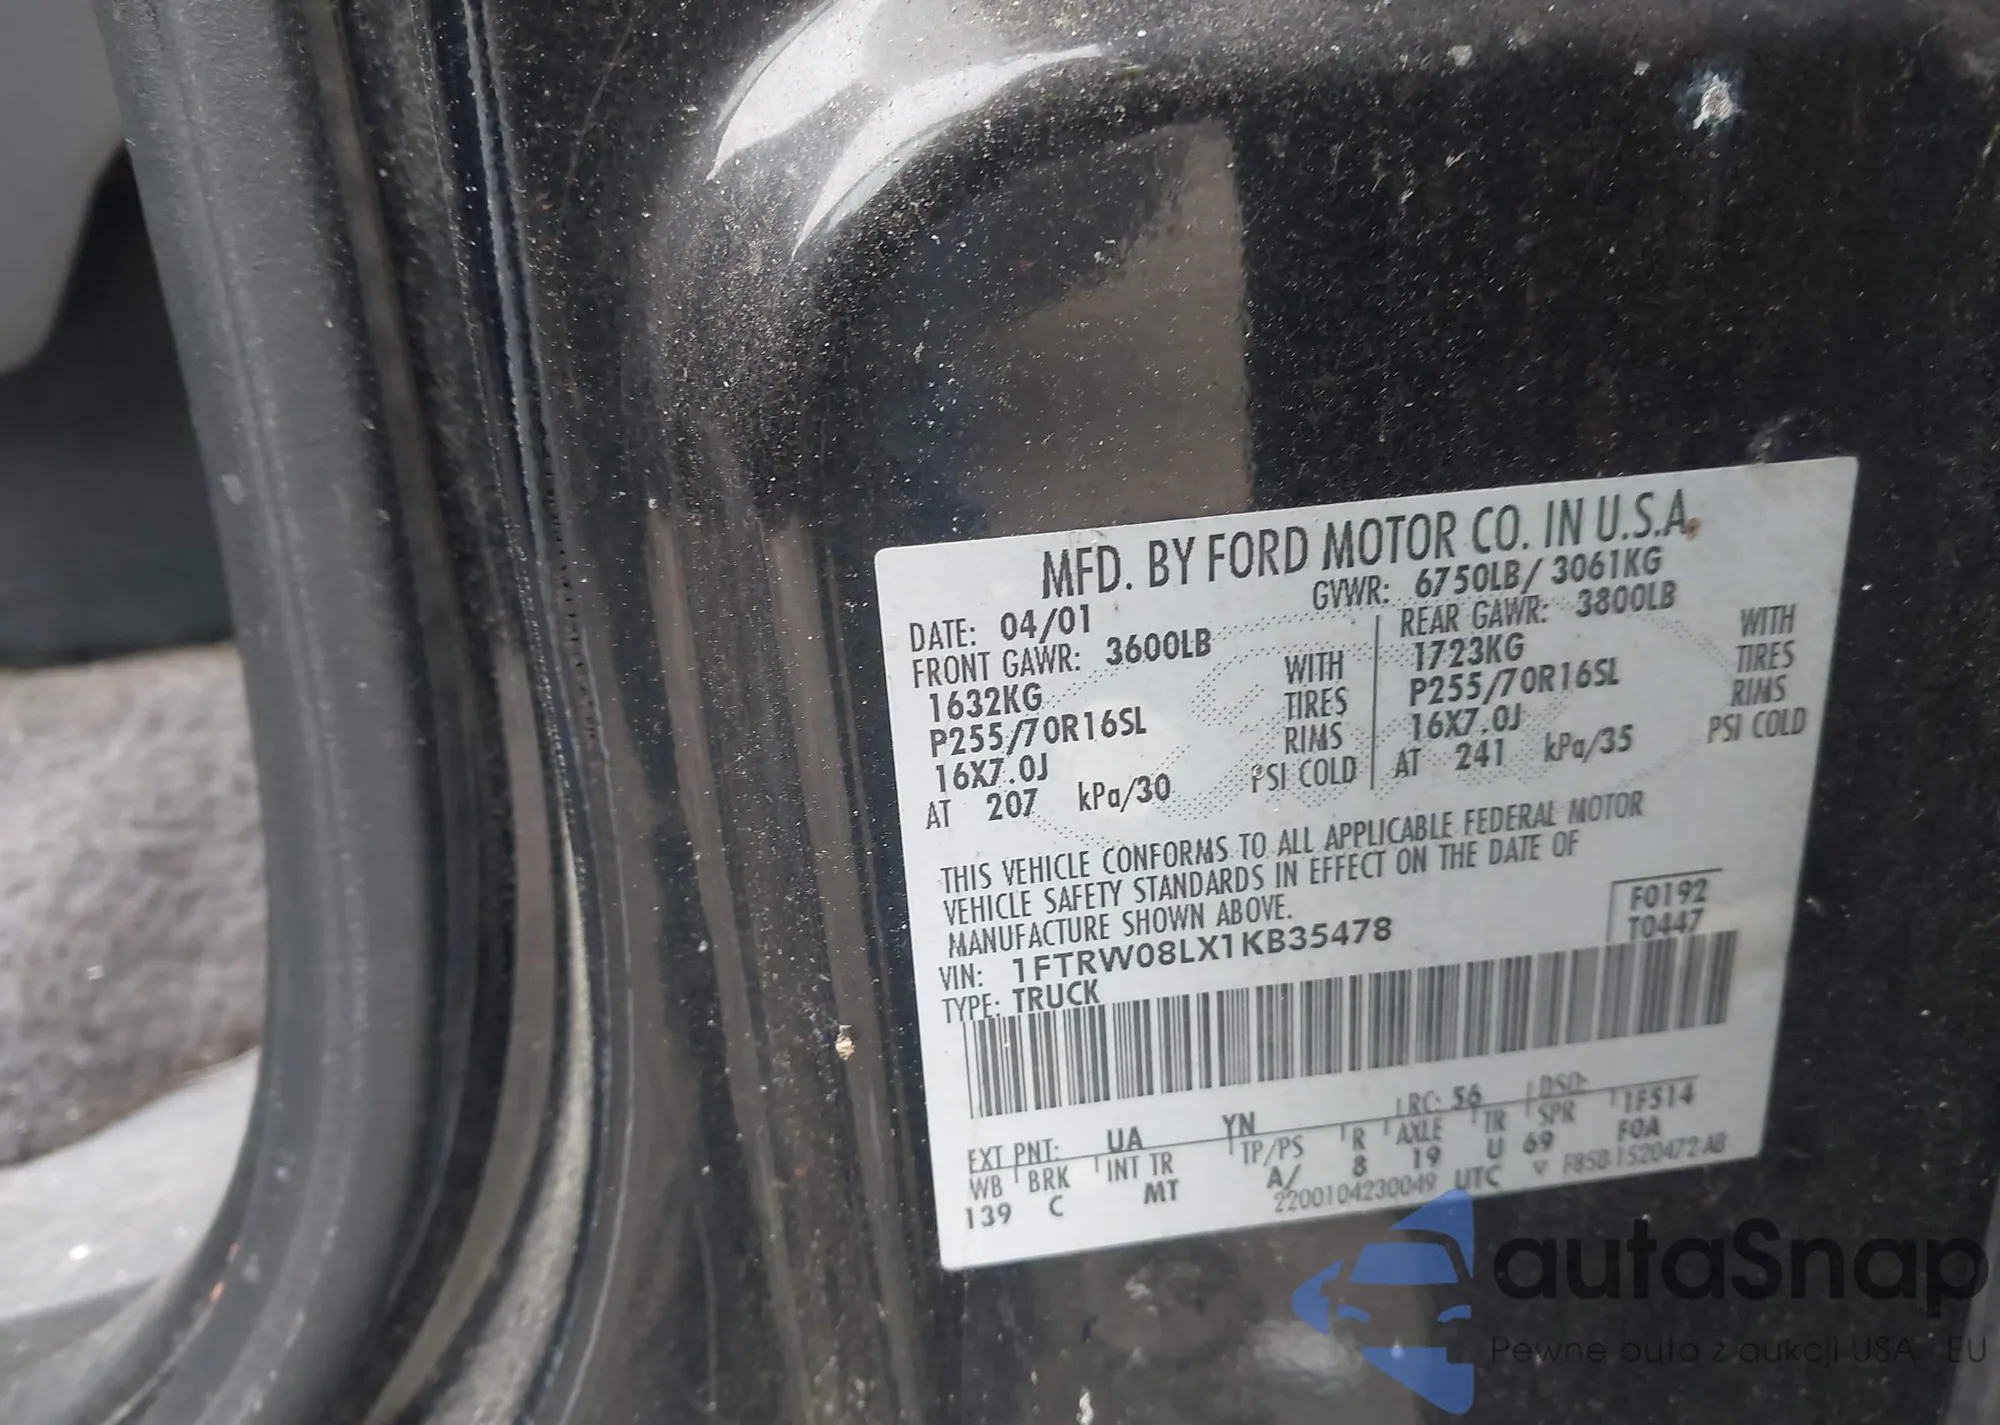 MFD. BY FORD MOTOR CO. IN U.S.A.
DATE: 04/01 GVWR: 6750LB/ 3061KG
FRONT GAWR: 3600LB REAR GAWR: 3800LB
1632KG WITH 1723KG WITH
P255/70R16SL TIRES P255/70R16SL TIRES
16X7.0J RIMS 16X7.0J RIMS
AT 207 kPa/30 PSI COLD AT 241 kPa/35 PSI COLD
THIS VEHICLE CONFORMS TO ALL APPLICABLE FEDERAL MOTOR
VEHICLE SAFETY STANDARDS IN EFFECT ON THE DATE OF
MANUFACTURE SHOWN ABOVE.
F0192
VIN: 1FTRW08LX1KB35478 T0447
TYPE: TRUCK
EXT PNT: UA YN RC: 56 DSO:
WB BRK INT TR TP/PS R AXLE TR SPR 1F514
139 C MT A/ 8 19 U 69 F0A
2200104230049 UTC ▽ F85B-1520472-AB
autaSnap
Pewne auta z aukcji USA i EU